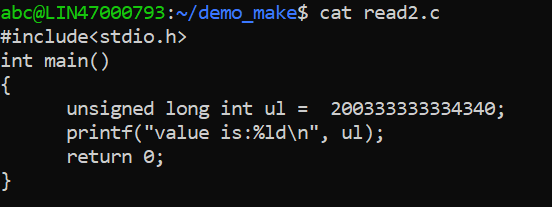 abc@LIN47000793:~/demo_make$ cat read2.c
#include<stdio.h>
int main()
{
unsigned long int ul =  200333333334340;
printf("value is:%ld\n", ul);
return 0;
}